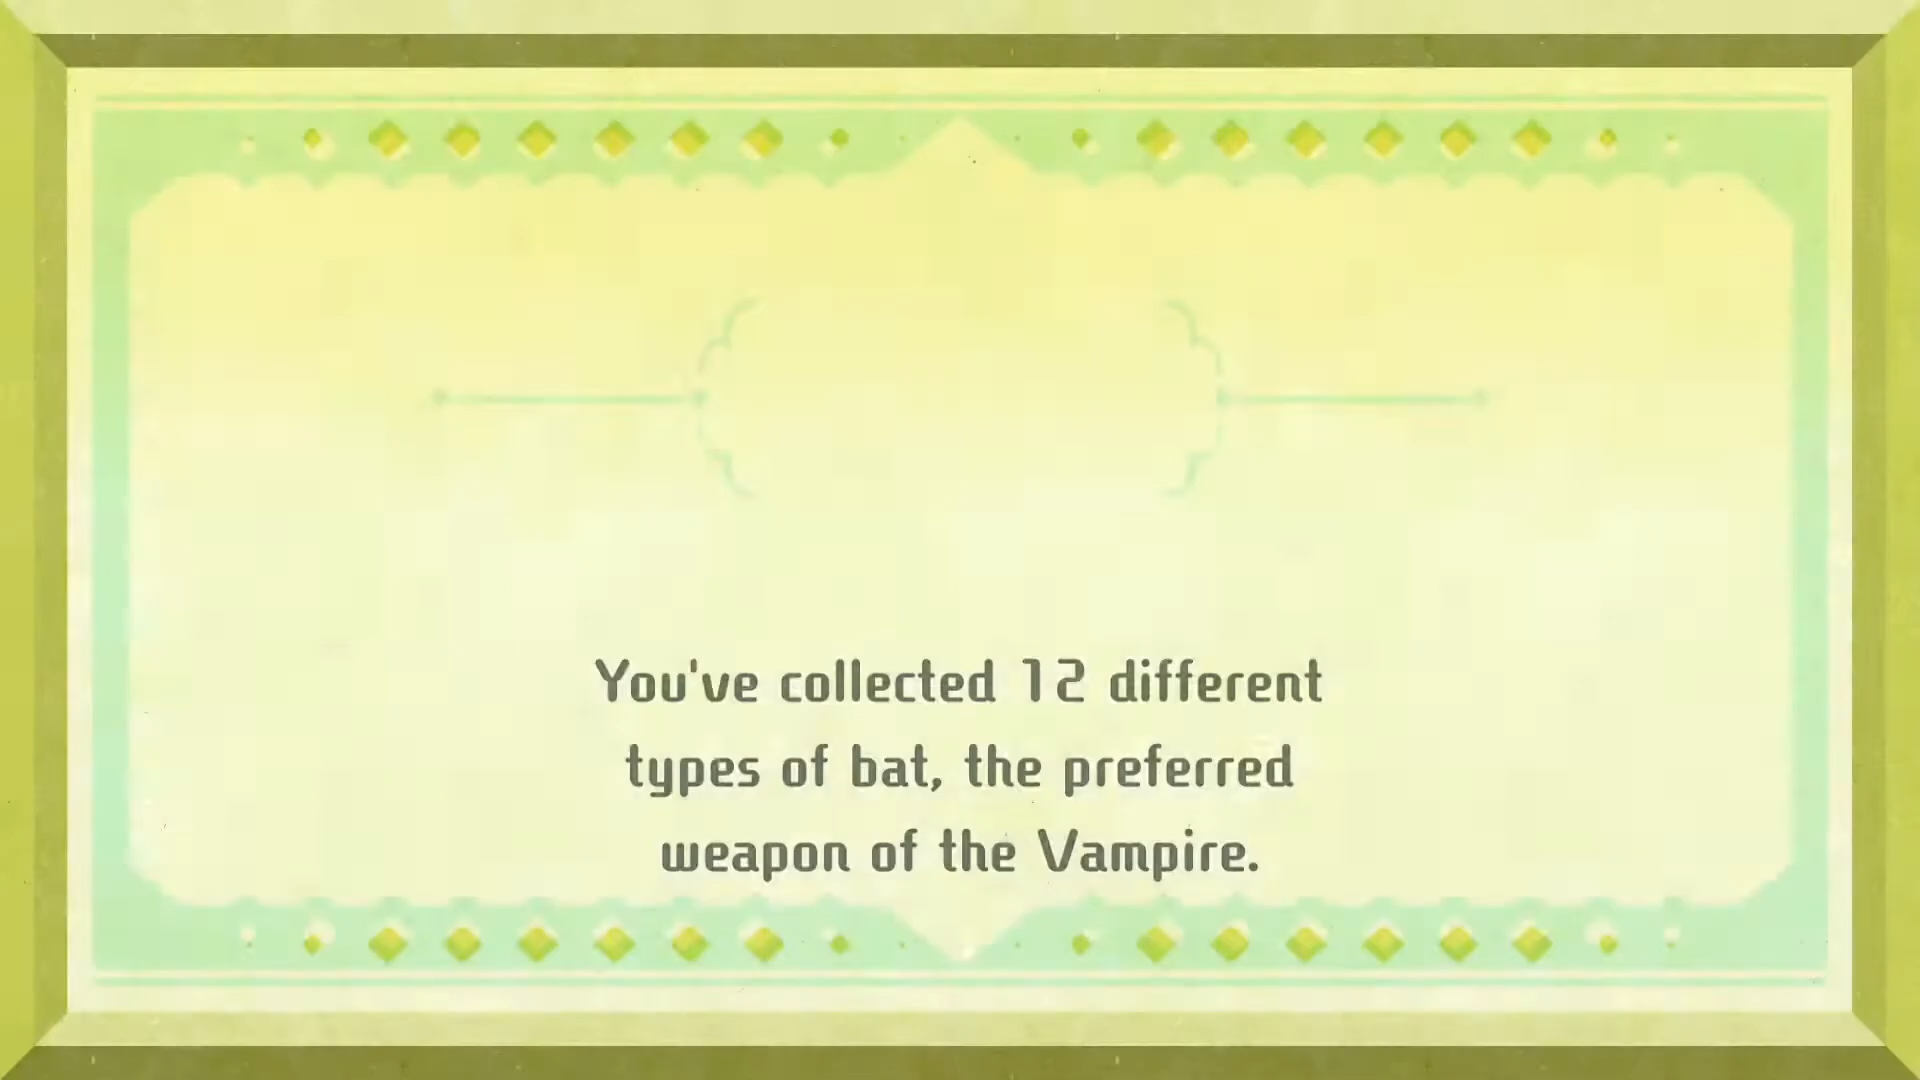 You've collected 12 different
types of bat, the preferred
weapon of the Vampire.